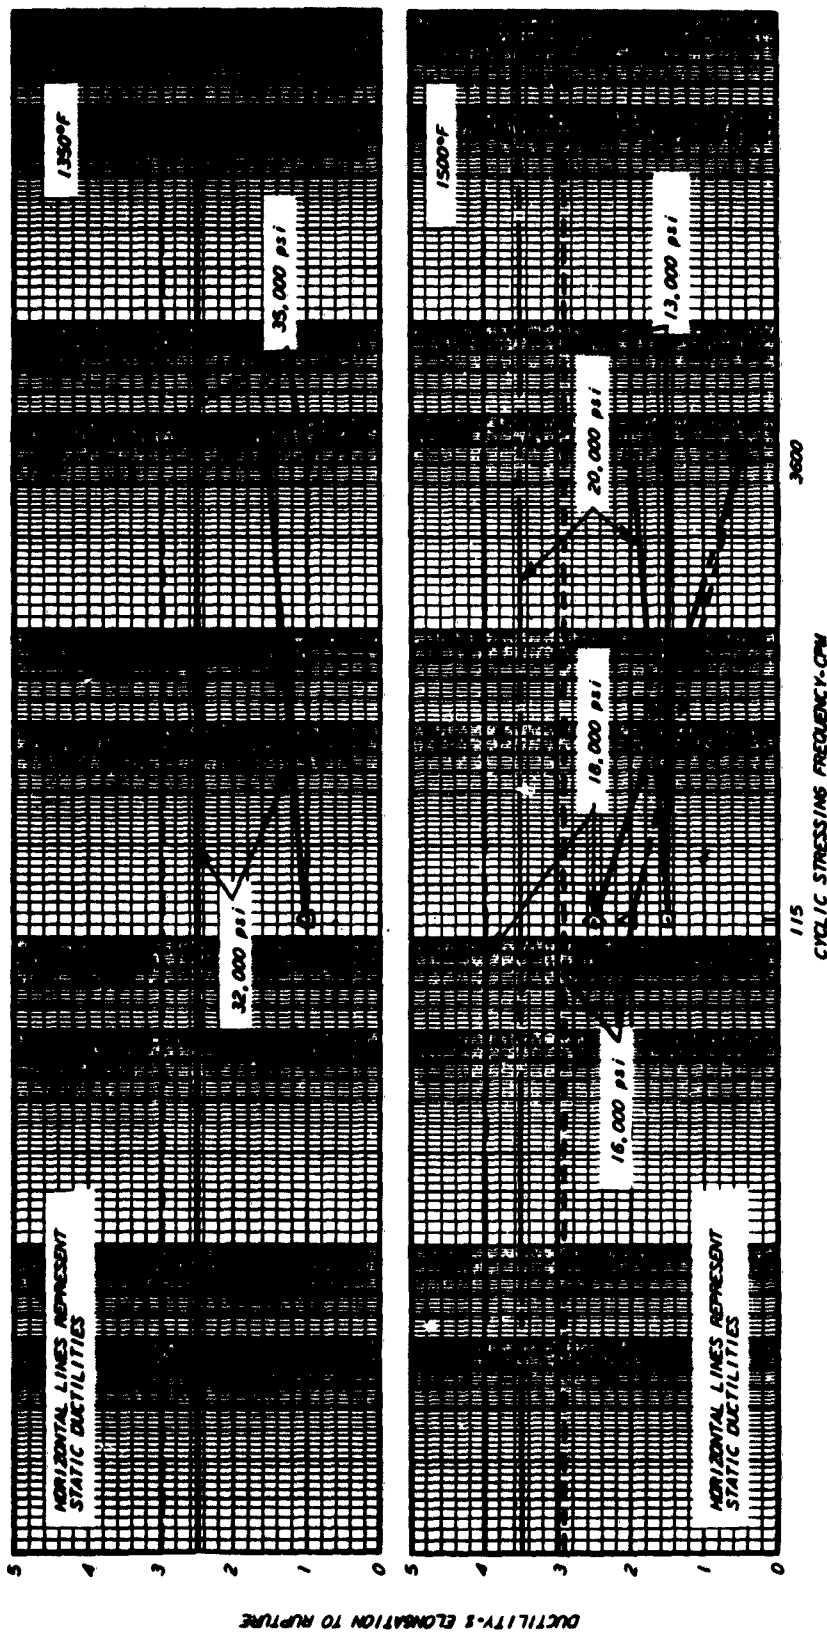 1350°F
35,000 psi
32,000 psi
HORIZONTAL LINES REPRESENT
STATIC DUCTILITIES
5
4
3
2
1
0
1500°F
13,000 psi
20,000 psi
18,000 psi
16,000 psi
HORIZONTAL LINES REPRESENT
STATIC DUCTILITIES
5
4
3
2
1
0
115
3600
CYCLIC STRESSING FREQUENCY-CPM
DUCTILITY-% ELONGATION TO RUPTURE